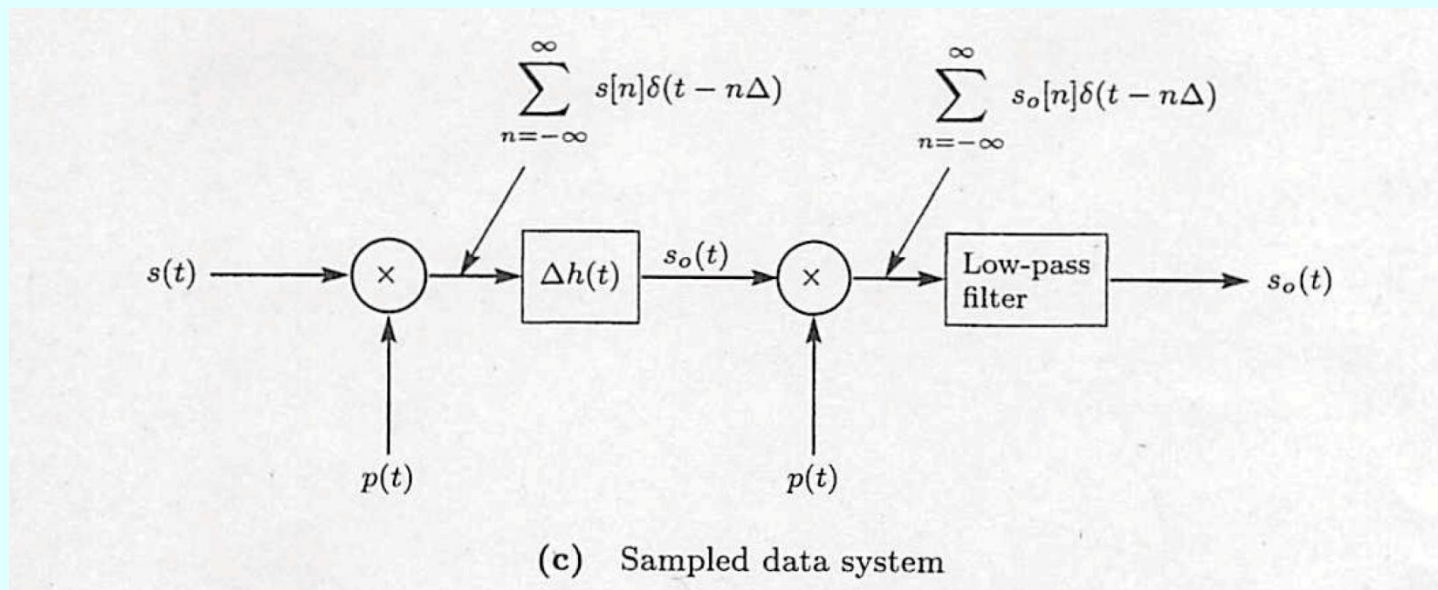 ∞ ∞
∑ s[n]δ(t − nΔ) ∑ s_o[n]δ(t − nΔ)
n=−∞ n=−∞
s(t) × Δh(t) s_o(t) × Low-pass filter s_o(t)
p(t) p(t)
(c) Sampled data system